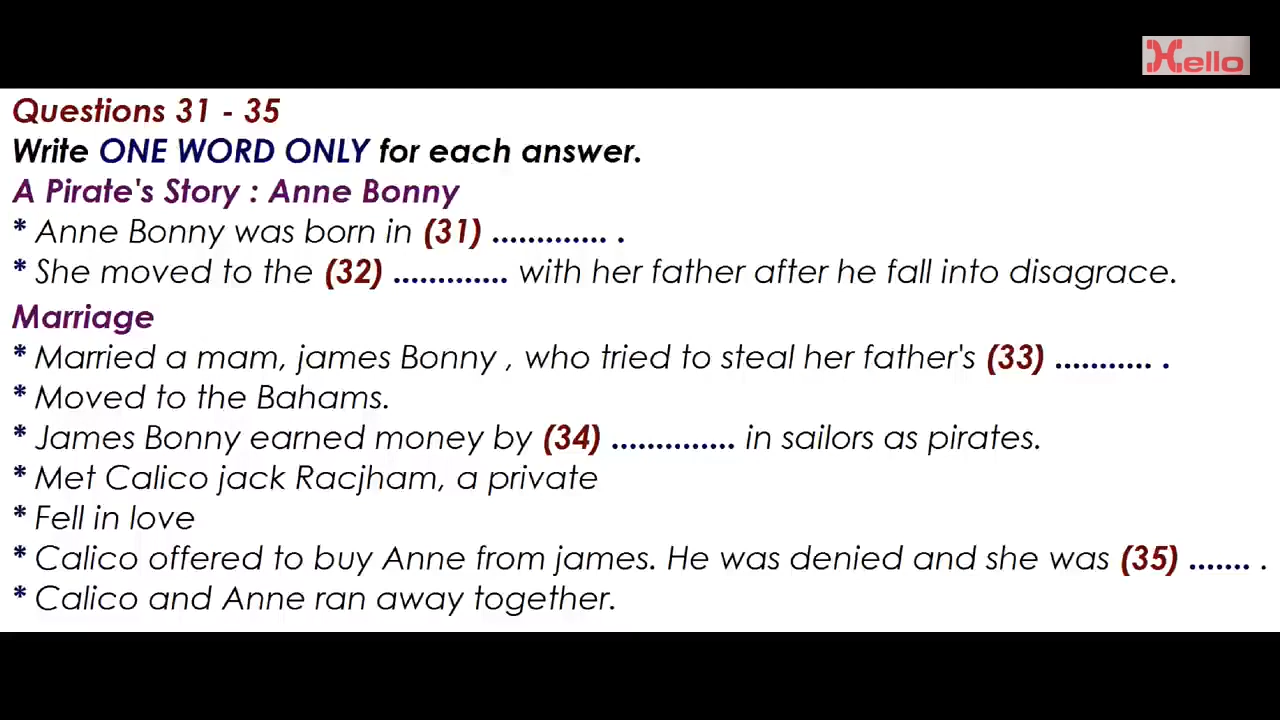 Hello
Questions 31 - 35
Write ONE WORD ONLY for each answer.
A Pirate's Story : Anne Bonny
* Anne Bonny was born in (31) ............. .
* She moved to the (32) ............. with her father after he fall into disagrace.
Marriage
* Married a mam, james Bonny , who tried to steal her father's (33) ........... .
* Moved to the Bahams.
* James Bonny earned money by (34) .............. in sailors as pirates.
* Met Calico jack Racjham, a private
* Fell in love
* Calico offered to buy Anne from james. He was denied and she was (35) ....... .
* Calico and Anne ran away together.